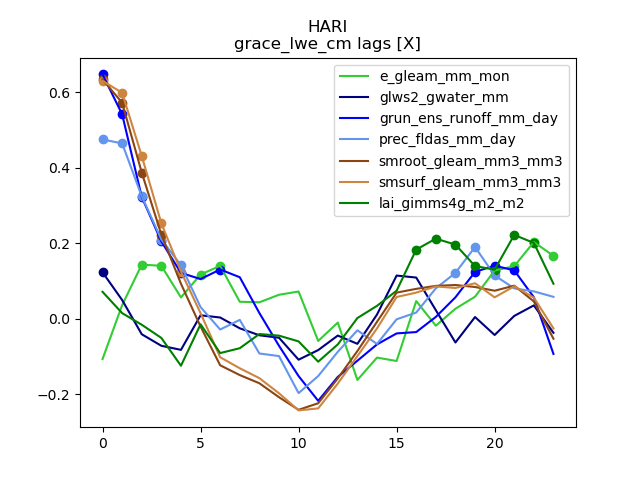 HARI
grace_lwe_cm lags [X]
e_gleam_mm_mon
glws2_gwater_mm
grun_ens_runoff_mm_day
prec_fldas_mm_day
smroot_gleam_mm3_mm3
smsurf_gleam_mm3_mm3
lai_gimms4g_m2_m2
0.6
0.4
0.2
0.0
−0.2
0 5 10 15 20